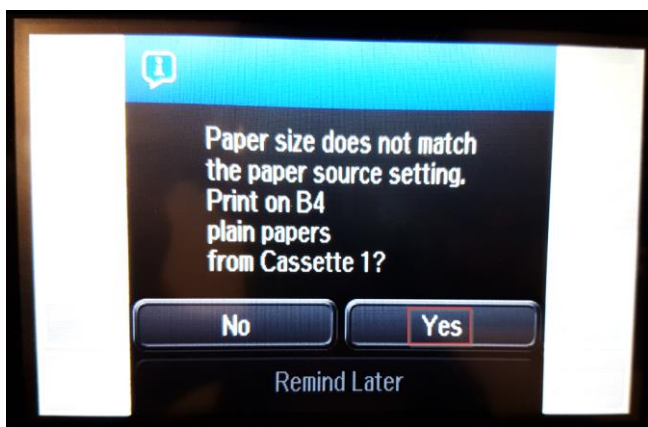 Paper size does not match
the paper source setting.
Print on B4
plain papers
from Cassette 1?
No
Yes
Remind Later